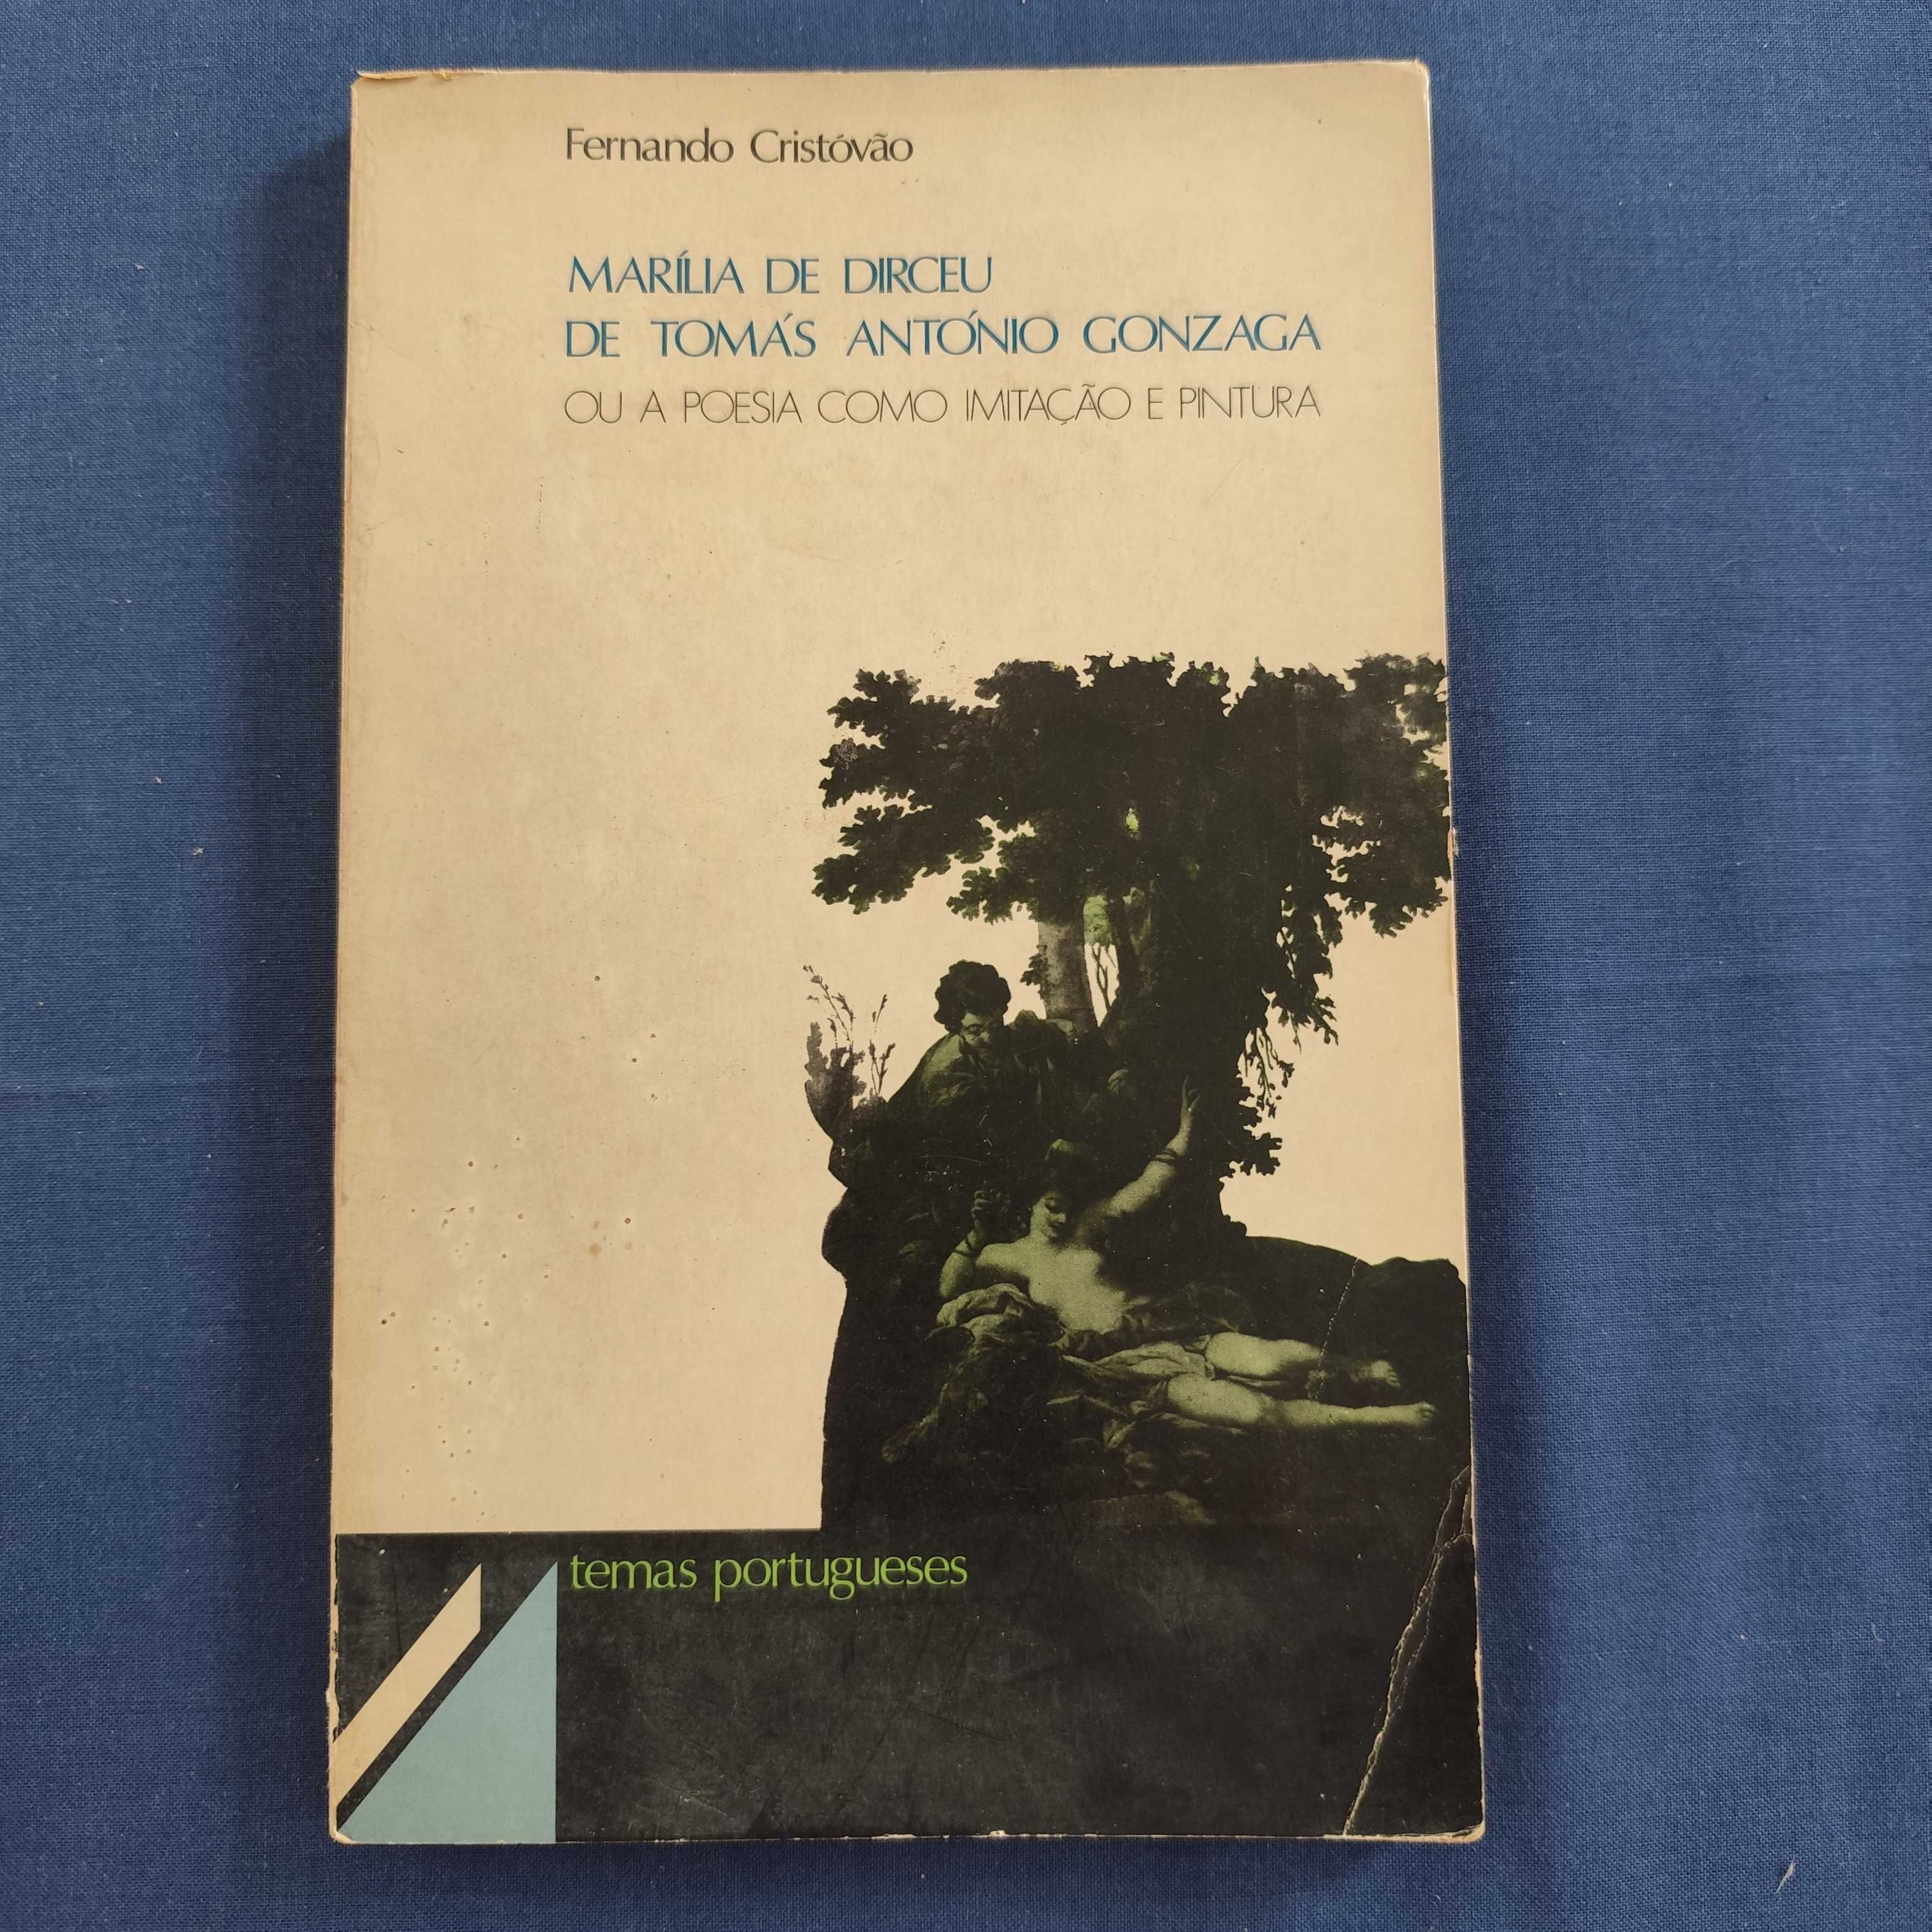 Fernando Cristóvão
MARÍLIA DE DIRCEU
DE TOMÁS ANTÓNIO GONZAGA
OU A POESIA COMO IMITAÇÃO E PINTURA
temas portugueses